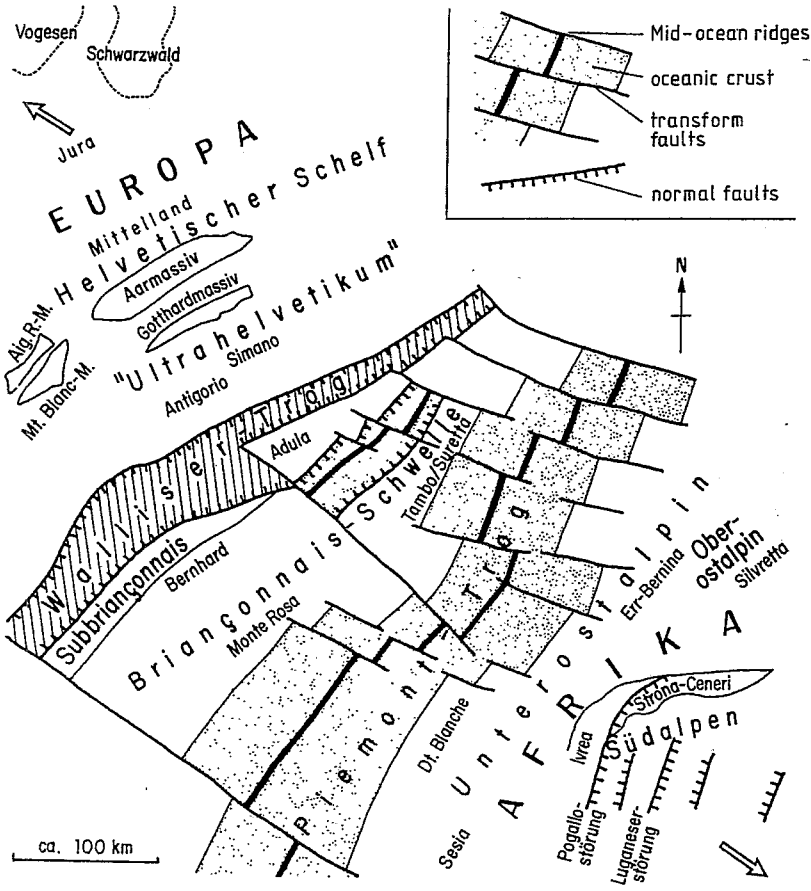 Vogesen
Schwarzwald
Jura
EUROPA
Mittelland
Helvetischer Schelf
Aarmassiv
Gotthardmassiv
Aig.R.-M.
Mt. Blanc-M.
"Ultrahelvetikum"
Simano
Antigorio
Mid-ocean ridges
oceanic crust
transform
faults
normal faults
N
Walliser-Trog
Adula
Subbriançonnais
Bernhard
Briançonnais-Schwelle
Tambo/Suretta
Monte Rosa
Piemont-Trog
Dt. Blanche
Unterostalpin
Err-Bernina
Ober-
ostalpin
Silvretta
AFRIKA
Sesia
Ivrea
Strona-Ceneri
Südalpen
Pogallo-
störung
Luganeser-
störung
ca. 100 km